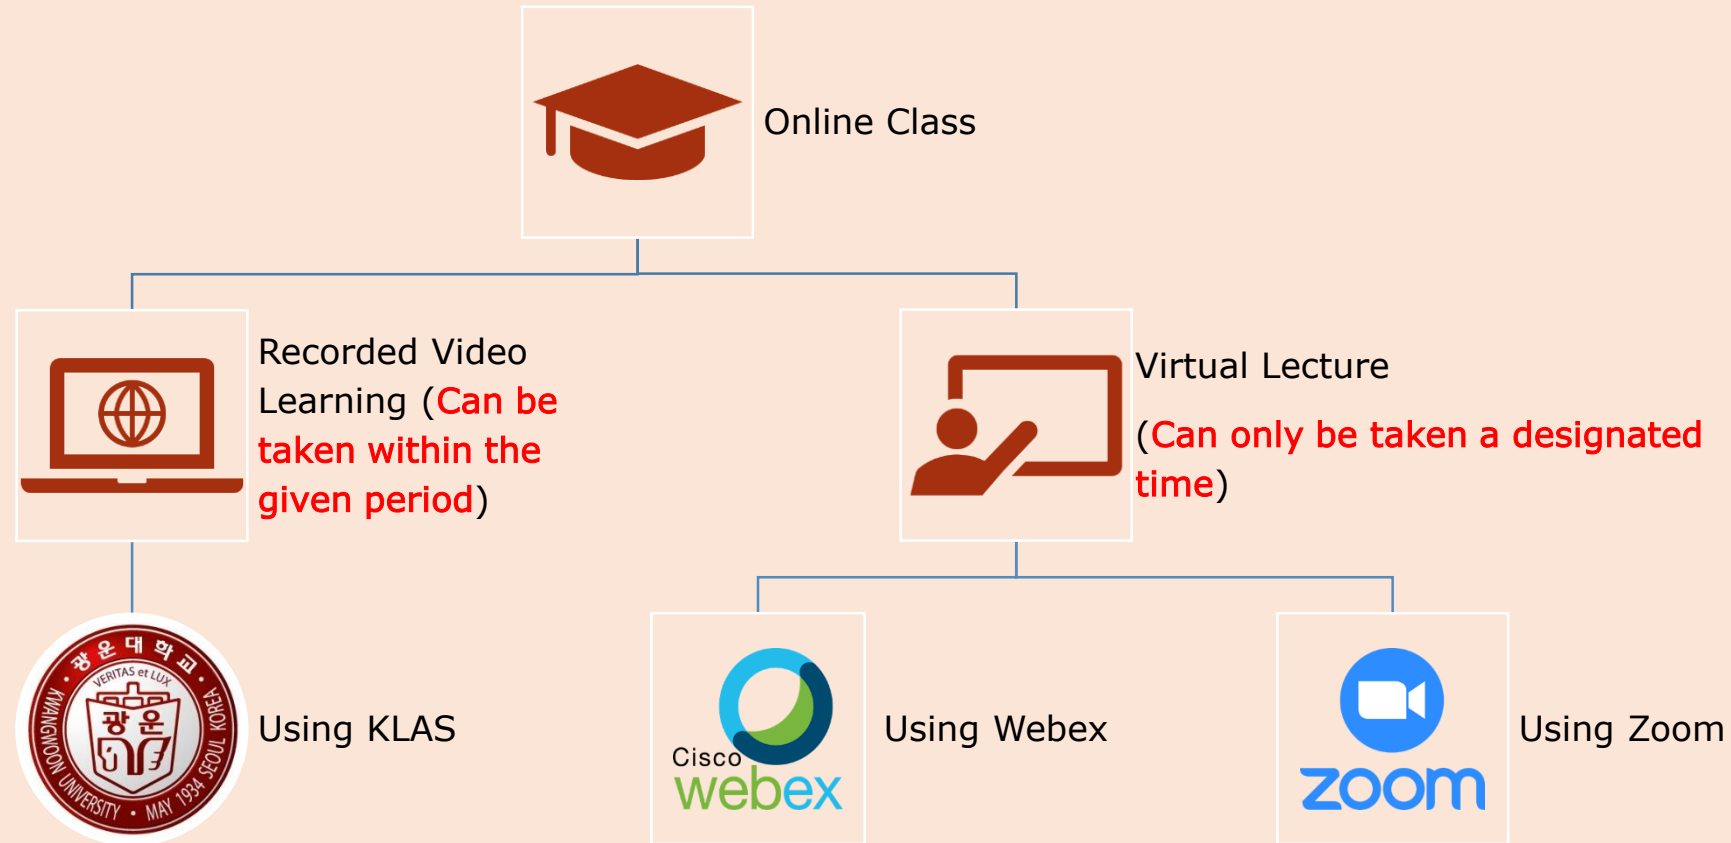 Online Class
Recorded Video
Learning (Can be
taken within the
given period)
Virtual Lecture
(Can only be taken a designated
time)
광운대학교
VERITAS et LUX
광운
KWANGWOON UNIVERSITY • MAY 1934 SEOUL KOREA
Using KLAS
Cisco
webex
Using Webex
zoom
Using Zoom